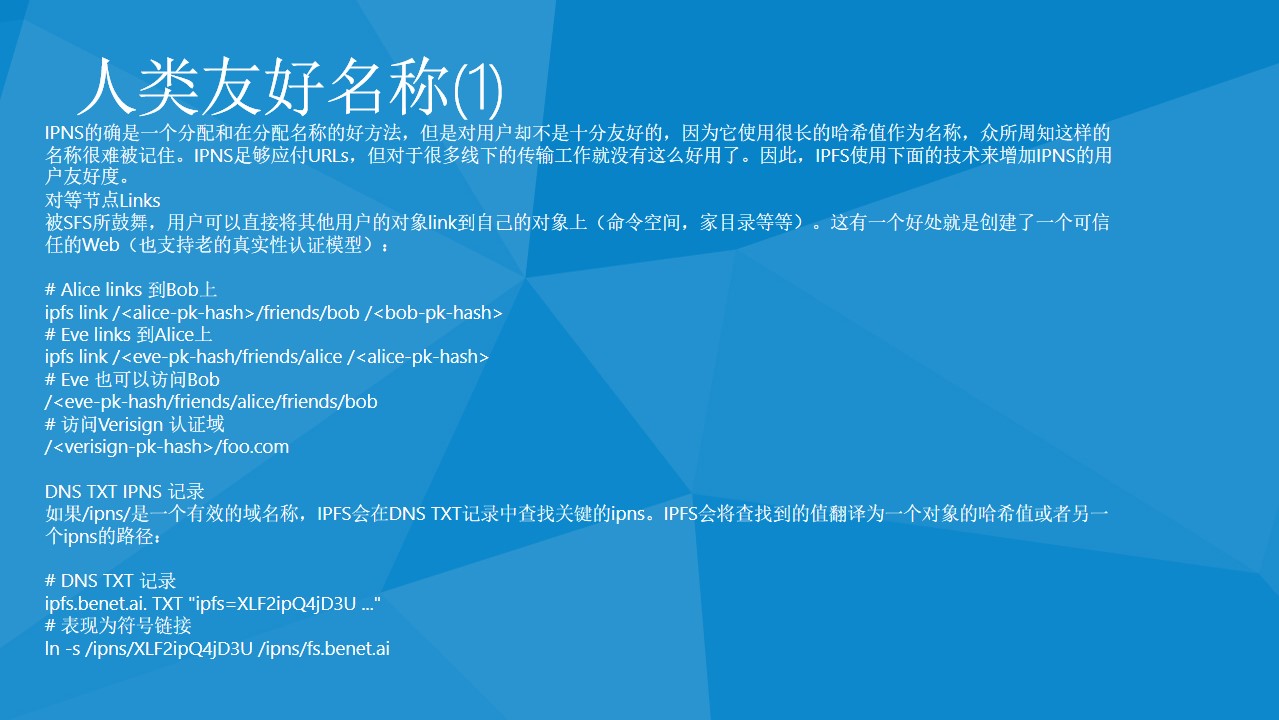 人类友好名称(1)
IPNS的确是一个分配和在分配名称的好方法，但是对用户却不是十分友好的，因为它使用很长的哈希值作为名称，众所周知这样的
名称很难被记住。IPNS足够应付URLs，但对于很多线下的传输工作就没有这么好用了。因此，IPFS使用下面的技术来增加IPNS的用
户友好度。
对等节点Links
被SFS所鼓舞，用户可以直接将其他用户的对象link到自己的对象上（命令空间，家目录等等）。这有一个好处就是创建了一个可信
任的Web（也支持老的真实性认证模型）：
# Alice links 到Bob上
ipfs link /<alice-pk-hash>/friends/bob /<bob-pk-hash>
# Eve links 到Alice上
ipfs link /<eve-pk-hash/friends/alice /<alice-pk-hash>
# Eve 也可以访问Bob
/<eve-pk-hash/friends/alice/friends/bob
# 访问Verisign 认证域
/<verisign-pk-hash>/foo.com
DNS TXT IPNS 记录
如果/ipns/是一个有效的域名称，IPFS会在DNS TXT记录中查找关键的ipns。IPFS会将查找到的值翻译为一个对象的哈希值或者另一
个ipns的路径：
# DNS TXT 记录
ipfs.benet.ai. TXT "ipfs=XLF2ipQ4jD3U ..."
# 表现为符号链接
ln -s /ipns/XLF2ipQ4jD3U /ipns/fs.benet.ai